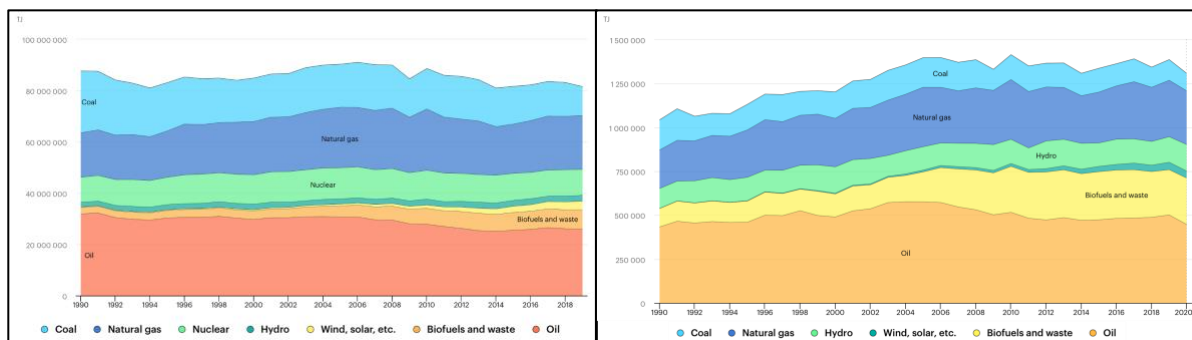 TJ
100 000 000
80 000 000
60 000 000
40 000 000
20 000 000
0
Coal
Natural gas
Nuclear
Biofuels and waste
Oil
1990 1992 1994 1996 1998 2000 2002 2004 2006 2008 2010 2012 2014 2016 2018
Coal Natural gas Nuclear Hydro Wind, solar, etc. Biofuels and waste Oil
TJ
1 500 000
1 250 000
1 000 000
750 000
500 000
250 000
0
Coal
Natural gas
Hydro
Biofuels and waste
Oil
1990 1992 1994 1996 1998 2000 2002 2004 2006 2008 2010 2012 2014 2016 2018 2020
Coal Natural gas Hydro Wind, solar, etc. Biofuels and waste Oil